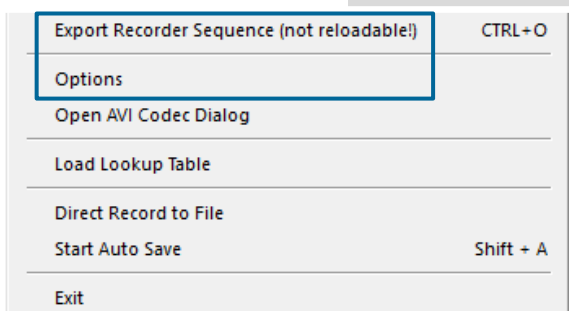 Export Recorder Sequence (not reloadable!) CTRL+O
Options
Open AVI Codec Dialog
Load Lookup Table
Direct Record to File
Start Auto Save Shift + A
Exit